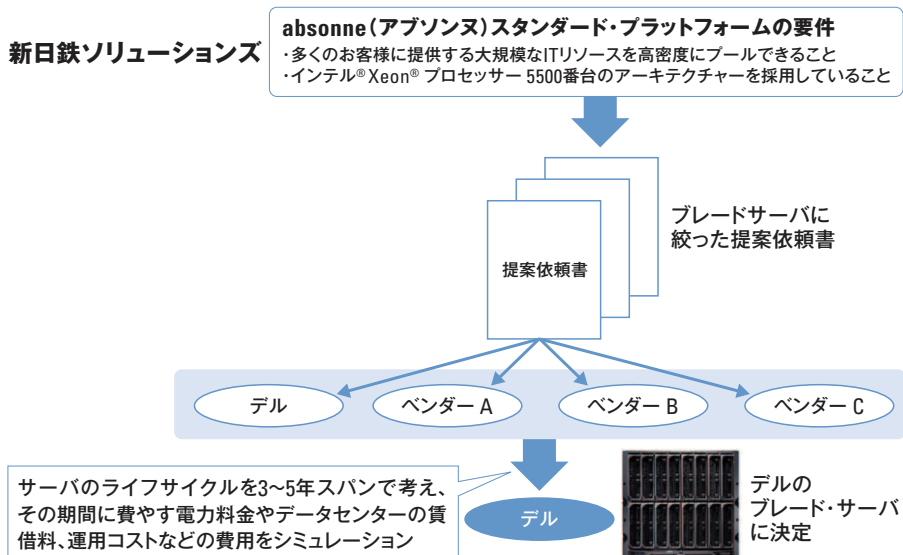 新日鉄ソリューションズ
absonne(アブソンヌ)スタンダード・プラットフォームの要件
・多くのお客様に提供する大規模なITリソースを高密度にプールできること
・インテル® Xeon® プロセッサー 5500番台のアーキテクチャーを採用していること
提案依頼書
ブレードサーバに
絞った提案依頼書
デル
ベンダー A
ベンダー B
ベンダー C
サーバのライフサイクルを3~5年スパンで考え、
その期間に費やす電力料金やデータセンターの賃
借料、運用コストなどの費用をシミュレーション
デル
デルの
ブレード・サーバ
に決定